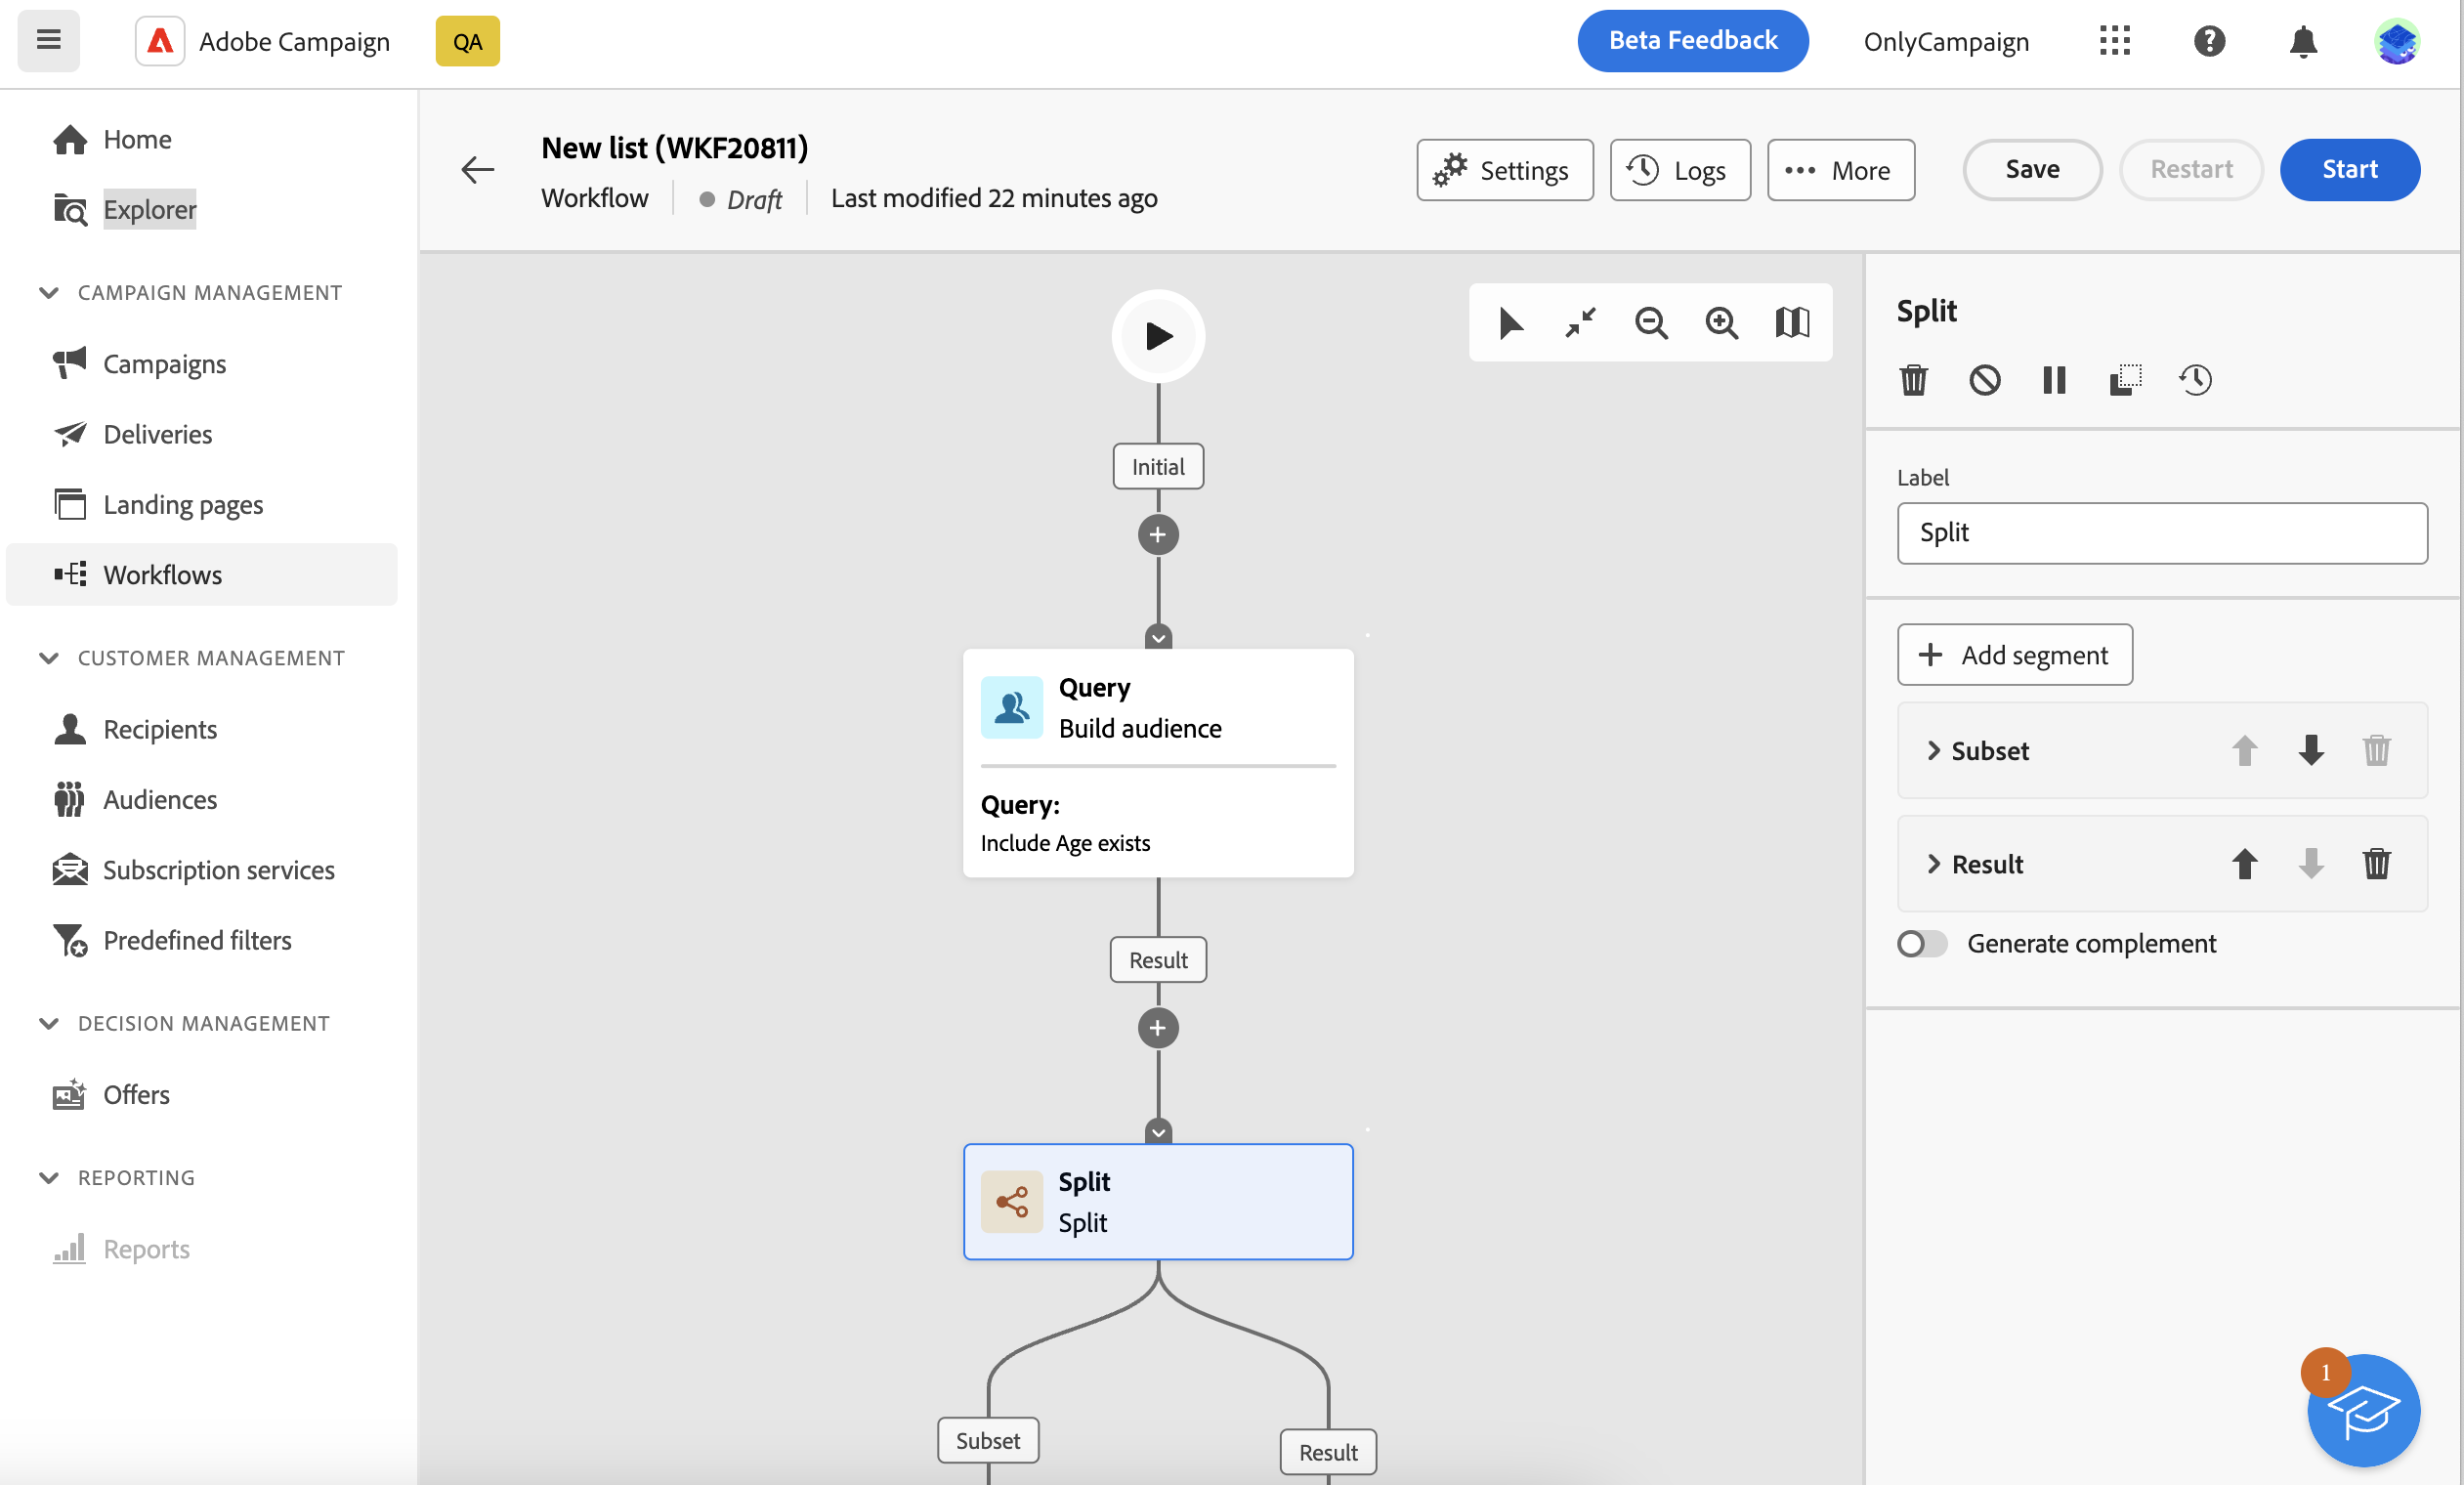 Adobe Campaign
QA
Beta Feedback
OnlyCampaign
Home
Explorer
CAMPAIGN MANAGEMENT
Campaigns
Deliveries
Landing pages
Workflows
CUSTOMER MANAGEMENT
Recipients
Audiences
Subscription services
Predefined filters
DECISION MANAGEMENT
Offers
REPORTING
Reports
New list (WKF20811)
Workflow
Draft
Last modified 22 minutes ago
Settings
Logs
More
Save
Restart
Start
Initial
Query
Build audience
Query:
Include Age exists
Result
Split
Split
Subset
Result
Split
Label
Split
Add segment
Subset
Result
Generate complement
1